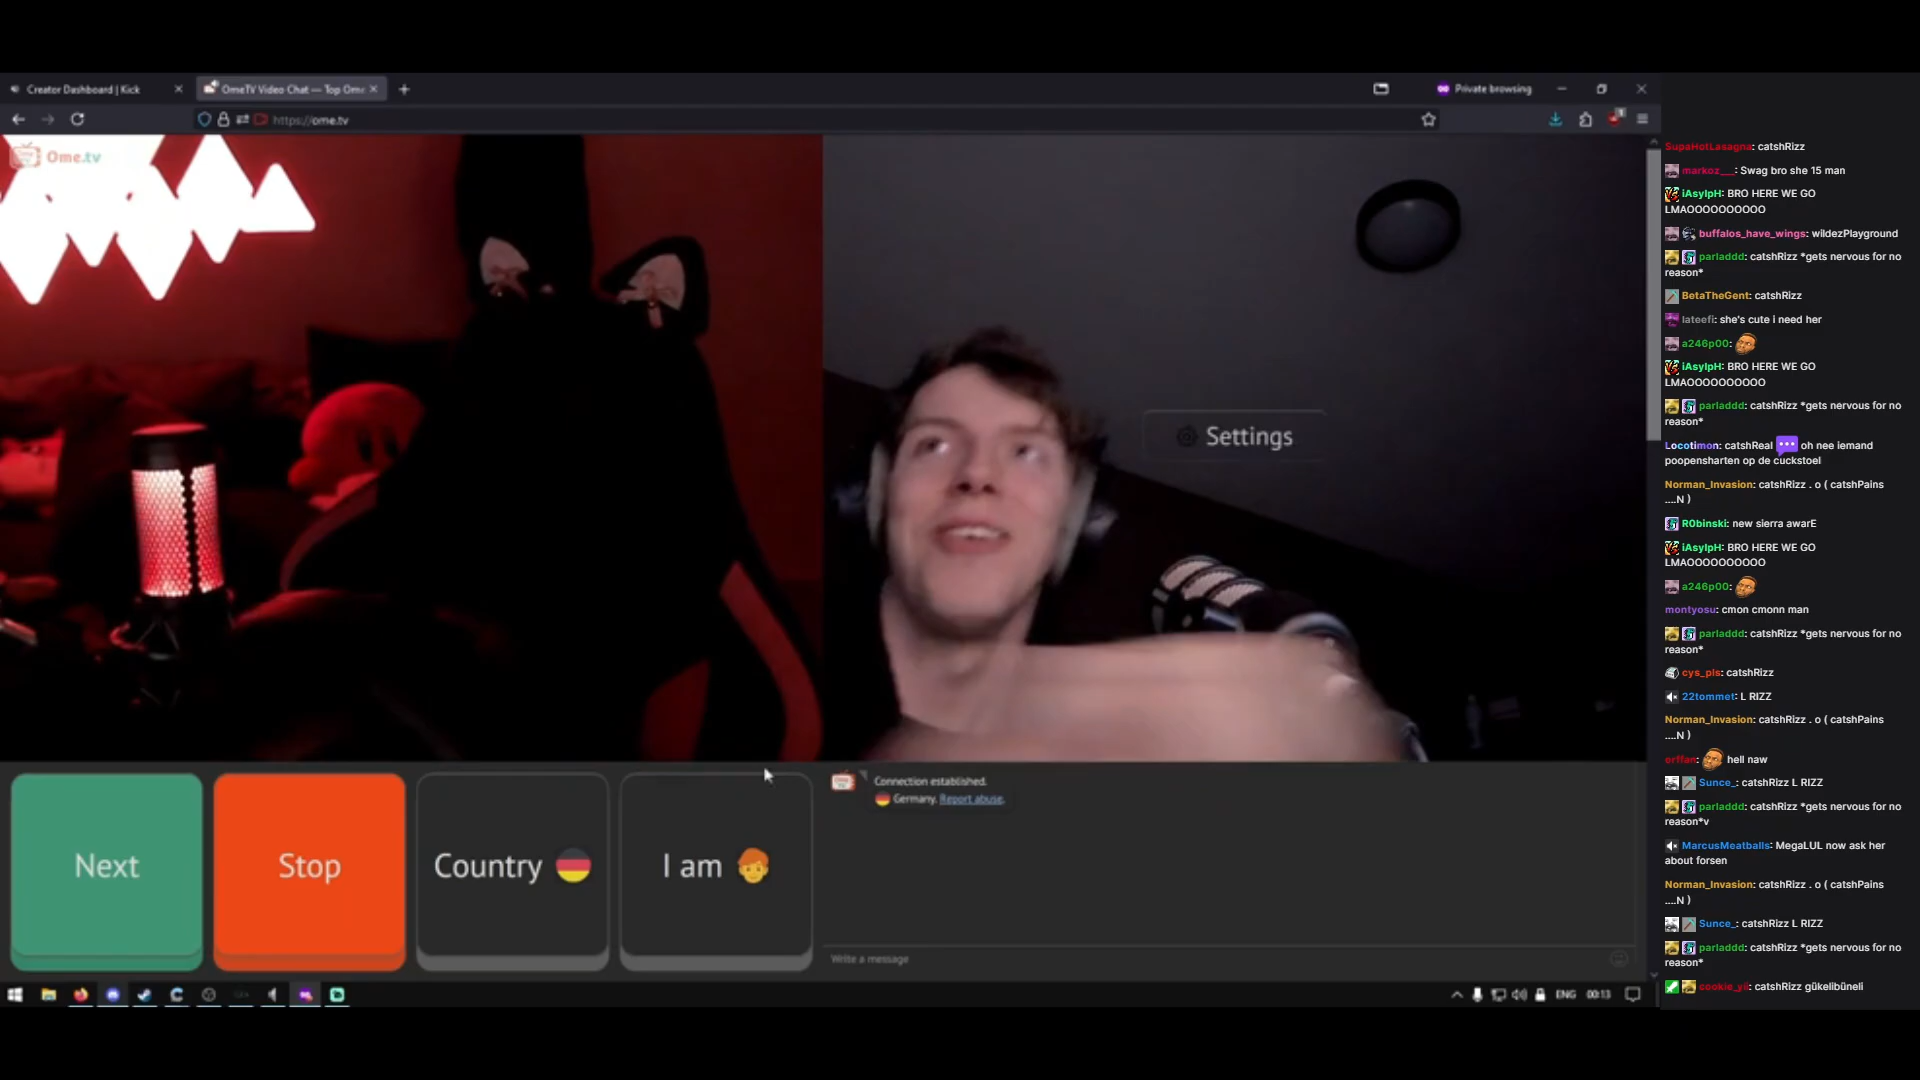 Creator Dashboard | Kick
OmeTV Video Chat — Top Ome
Private browsing
https://ome.tv
Ome.tv
Settings
Next
Stop
Country
I am
Connection established.
Germany. Report abuse.
Write a message
ENG
00:13
SupaHotLasagna: catshRizz
markoz__: Swag bro she 15 man
iAsylpH: BRO HERE WE GO
LMAOOOOOOOOOO
buffalos_have_wings: wildezPlayground
parladdd: catshRizz *gets nervous for no
reason*
BetaTheGent: catshRizz
lateefi: she's cute i need her
a246p00:
iAsylpH: BRO HERE WE GO
LMAOOOOOOOOOO
parladdd: catshRizz *gets nervous for no
reason*
Locotimon: catshReal oh nee iemand
poopensharten op de cuckstoel
Norman_Invasion: catshRizz . o ( catshPains
....N )
R0binski: new sierra awarE
iAsylpH: BRO HERE WE GO
LMAOOOOOOOOOO
a246p00:
montyosu: cmon cmonn man
parladdd: catshRizz *gets nervous for no
reason*
cys_pls: catshRizz
22tommet: L RIZZ
Norman_Invasion: catshRizz . o ( catshPains
....N )
orffan: hell naw
Sunce_: catshRizz L RIZZ
parladdd: catshRizz *gets nervous for no
reason*v
MarcusMeatballs: MegaLUL now ask her
about forsen
Norman_Invasion: catshRizz . o ( catshPains
....N )
Sunce_: catshRizz L RIZZ
parladdd: catshRizz *gets nervous for no
reason*
cookie_yii: catshRizz gükelibüneli